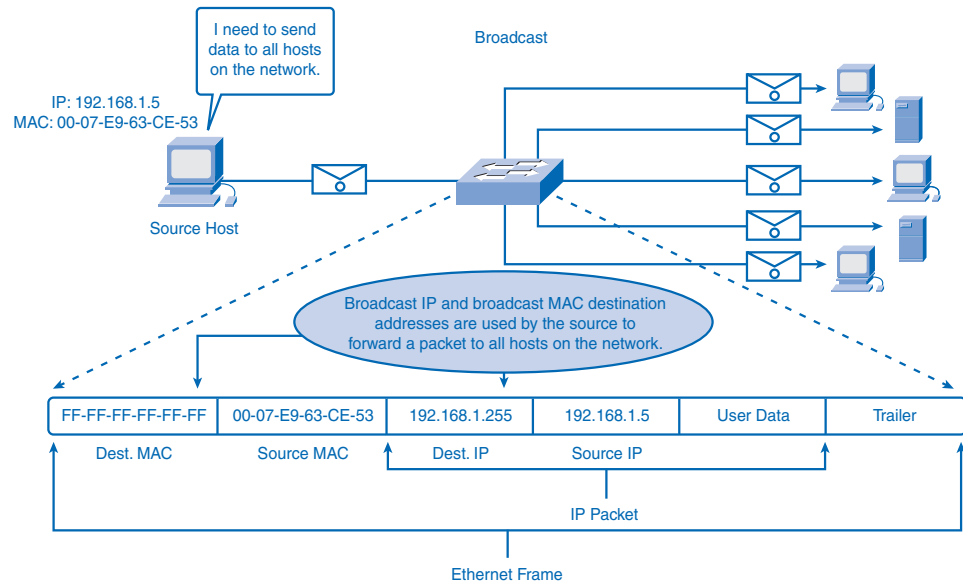 I need to send
data to all hosts
on the network.
Broadcast
IP: 192.168.1.5
MAC: 00-07-E9-63-CE-53
Source Host
Broadcast IP and broadcast MAC destination
addresses are used by the source to
forward a packet to all hosts on the network.
FF-FF-FF-FF-FF-FF 00-07-E9-63-CE-53 192.168.1.255 192.168.1.5 User Data Trailer
Dest. MAC Source MAC Dest. IP Source IP
IP Packet
Ethernet Frame